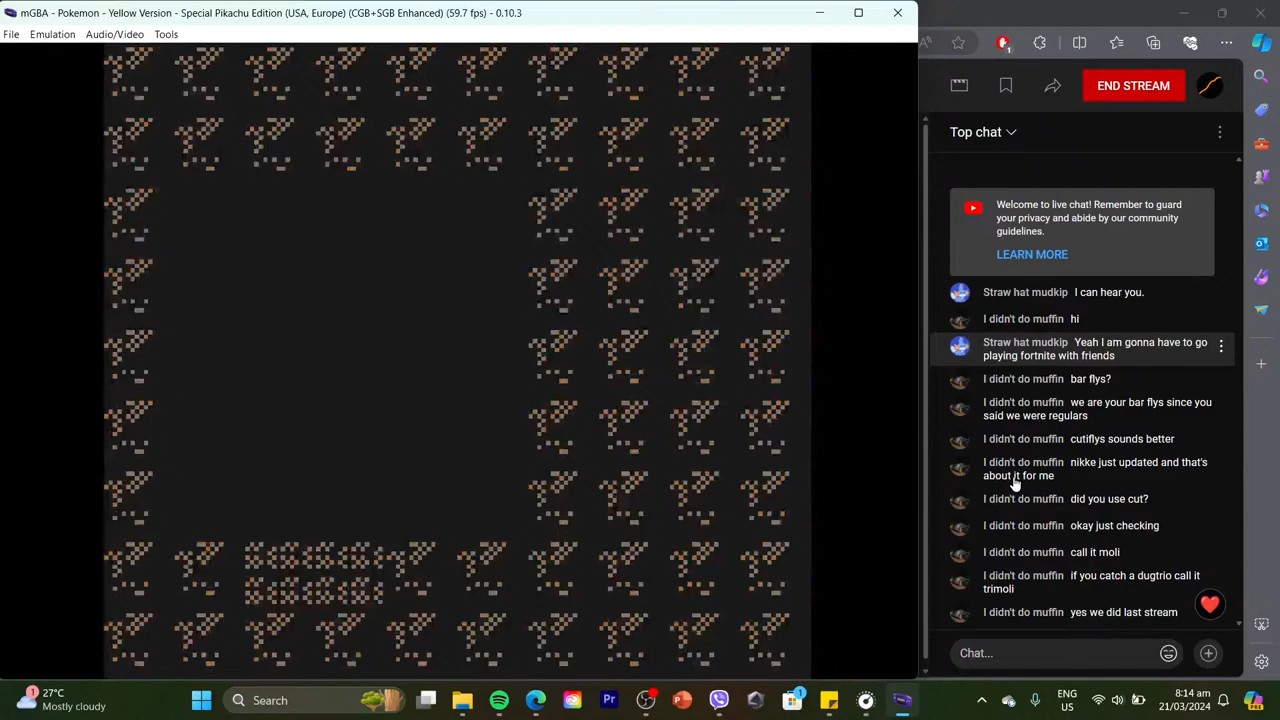 mGBA - Pokemon - Yellow Version - Special Pikachu Edition (USA, Europe) (CGB+SGB Enhanced) (59.7 fps) - 0.10.3
File Emulation Audio/Video Tools
END STREAM
Top chat
Welcome to live chat! Remember to guard
your privacy and abide by our community
guidelines.
LEARN MORE
Straw hat mudkip I can hear you.
I didn't do muffin hi
Straw hat mudkip Yeah I am gonna have to go
playing fortnite with friends
I didn't do muffin bar flys?
I didn't do muffin we are your bar flys since you
said we were regulars
I didn't do muffin cutiflys sounds better
I didn't do muffin nikke just updated and that's
about it for me
I didn't do muffin did you use cut?
I didn't do muffin okay just checking
I didn't do muffin call it moli
I didn't do muffin if you catch a dugtrio call it
trimoli
I didn't do muffin yes we did last stream
Chat...
1
27°C
Mostly cloudy
Search
Pr
1
ENG
US
8:14 am
21/03/2024